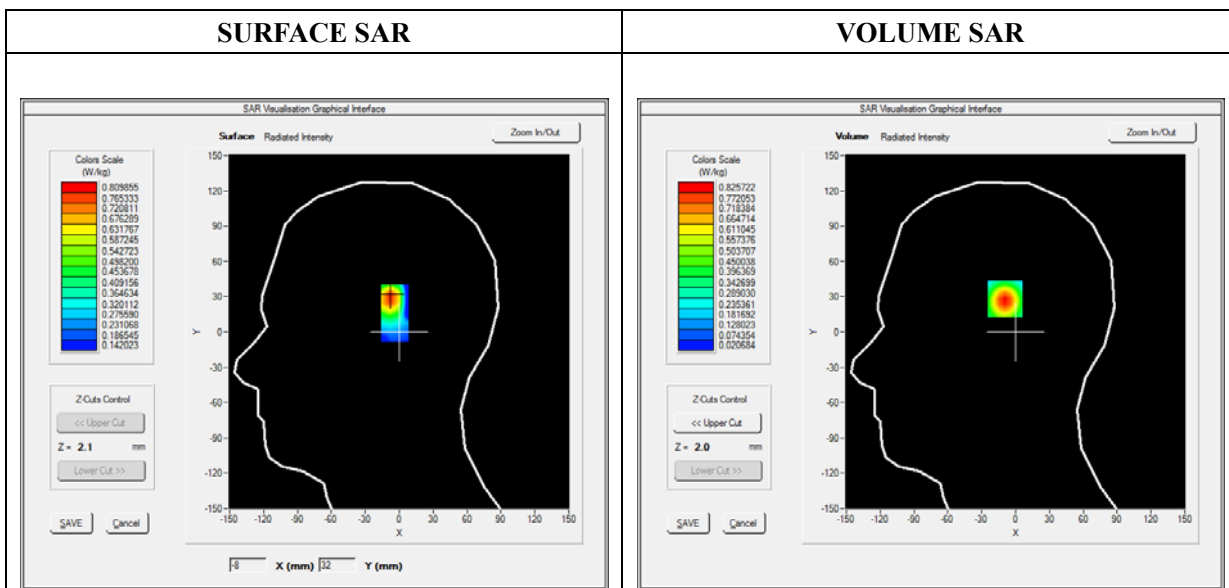 SURFACE SAR
VOLUME SAR
SAR Visualisation Graphical Interface
Surface Radiated Intensity
Zoom In/Out
Colors Scale
(W/kg)
0.809855
0.765333
0.720811
0.676289
0.631767
0.587245
0.542723
0.498200
0.453678
0.409156
0.364634
0.320112
0.275590
0.231068
0.186545
0.142023
Z-Cuts Control
<< Upper Cut
Z = 2.1 mm
Lower Cut >>
SAVE Cancel
150
120
90
60
30
0
-30
-60
-90
-120
-150
Y
-150 -120 -90 -60 -30 0 30 60 90 120 150
X
-8 X (mm) 32 Y (mm)
SAR Visualisation Graphical Interface
Volume Radiated Intensity
Zoom In/Out
Colors Scale
(W/kg)
0.825722
0.772053
0.718384
0.664714
0.611045
0.557376
0.503707
0.450038
0.396369
0.342699
0.289030
0.235361
0.181692
0.128023
0.074354
0.020684
Z-Cuts Control
<< Upper Cut
Z = 2.0 mm
Lower Cut >>
SAVE Cancel
150
120
90
60
30
0
-30
-60
-90
-120
-150
Y
-150 -120 -90 -60 -30 0 30 60 90 120 150
X